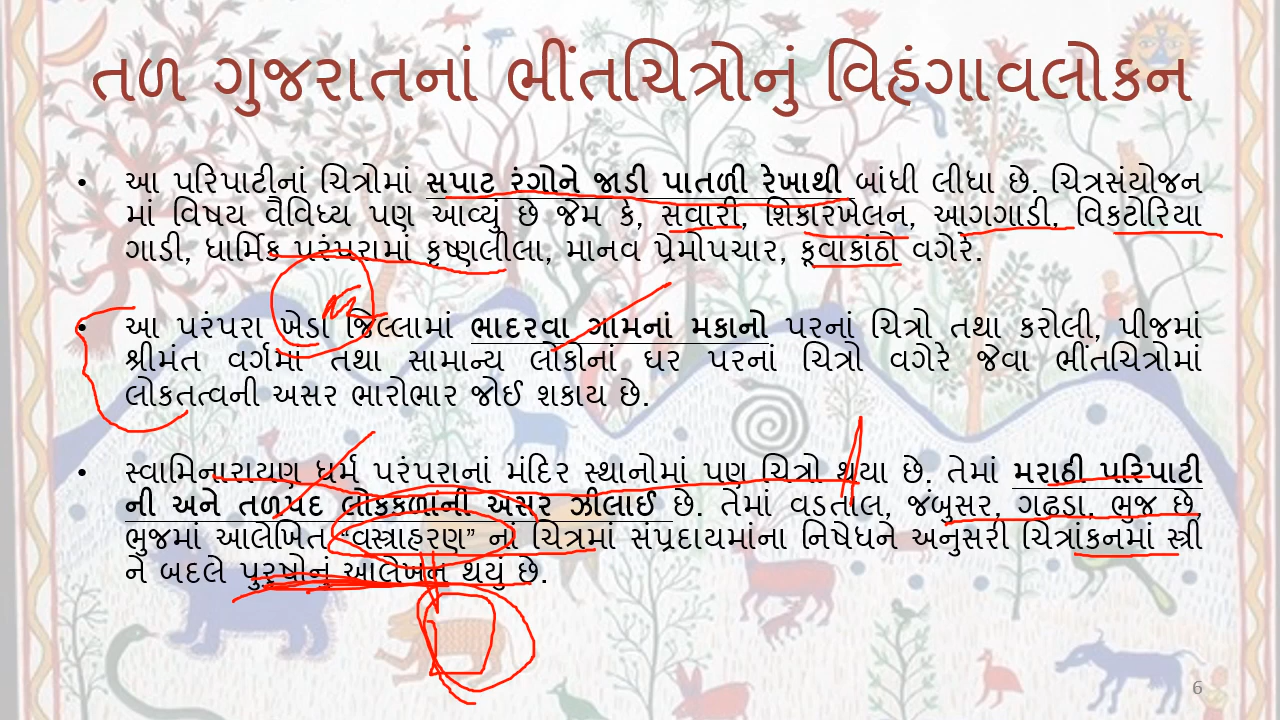 તળ ગુજરાતનાં ભીંતચિત્રોનું વિહંગાવલોકન
• આ પરિપાટીનાં ચિત્રોમાં સપાટ રંગોને જાડી પાતળી રેખાથી બાંધી લીધા છે. ચિત્રસંયોજન
માં વિષય વૈવિધ્ય પણ આવ્યું છે જેમ કે, સવારી, શિકારખેલન, આગગાડી, વિકટોરિયા
ગાડી, ધાર્મિક પરંપરામાં કૃષ્ણલીલા, માનવ પ્રેમોપચાર, કૂવાકાંઠો વગેરે.
• આ પરંપરા ખેડા જિલ્લામાં ભાદરવા ગામનાં મકાનો પરનાં ચિત્રો તથા કરોલી, પીજમાં
શ્રીમંત વર્ગમાં તથા સામાન્ય લોકોનાં ઘર પરનાં ચિત્રો વગેરે જેવા ભીંતચિત્રોમાં
લોકતત્વની અસર ભારોભાર જોઈ શકાય છે.
• સ્વામિનારાયણ ધર્મ પરંપરાનાં મંદિર સ્થાનોમાં પણ ચિત્રો થયા છે. તેમાં મરાઠી પરિપાટી
ની અને તળપદ લોકકળાની અસર ઝીલાઈ છે. તેમાં વડતાલ, જંબુસર, ગઢડા, ભુજ છે,
ભુજમાં આલેખિત “વસ્ત્રાહરણ” નાં ચિત્રમાં સંપ્રદાયમાંના નિષેધને અનુસરી ચિત્રાંકનમાં સ્ત્રી
ને બદલે પુરુષોનું આલેખન થયું છે.
6